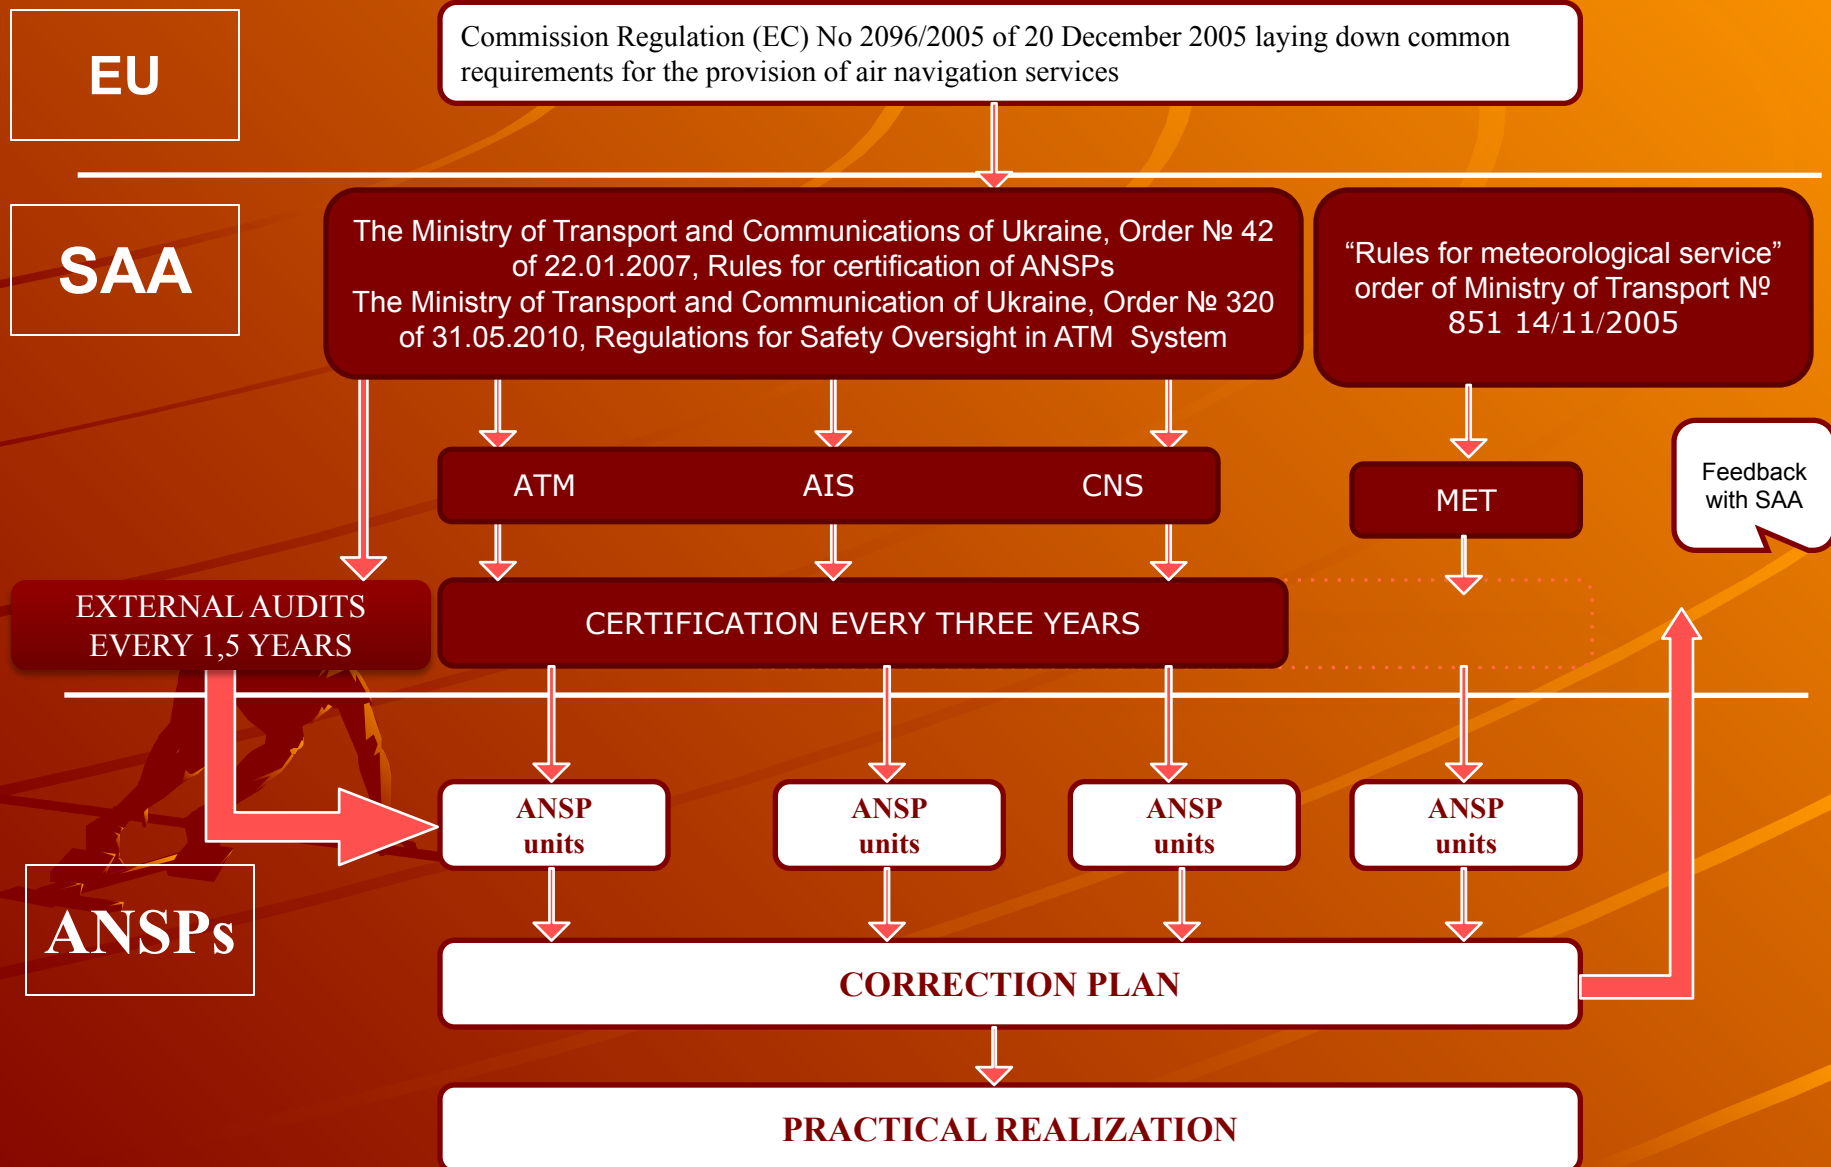 EU
Commission Regulation (EC) No 2096/2005 of 20 December 2005 laying down common
requirements for the provision of air navigation services
SAA
The Ministry of Transport and Communications of Ukraine, Order № 42
of 22.01.2007, Rules for certification of ANSPs
The Ministry of Transport and Communication of Ukraine, Order № 320
of 31.05.2010, Regulations for Safety Oversight in ATM System
“Rules for meteorological service”
order of Ministry of Transport Nº
851 14/11/2005
ATM AIS CNS
MET
Feedback
with SAA
EXTERNAL AUDITS
EVERY 1,5 YEARS
CERTIFICATION EVERY THREE YEARS
ANSP
units
ANSP
units
ANSP
units
ANSP
units
ANSPs
CORRECTION PLAN
PRACTICAL REALIZATION